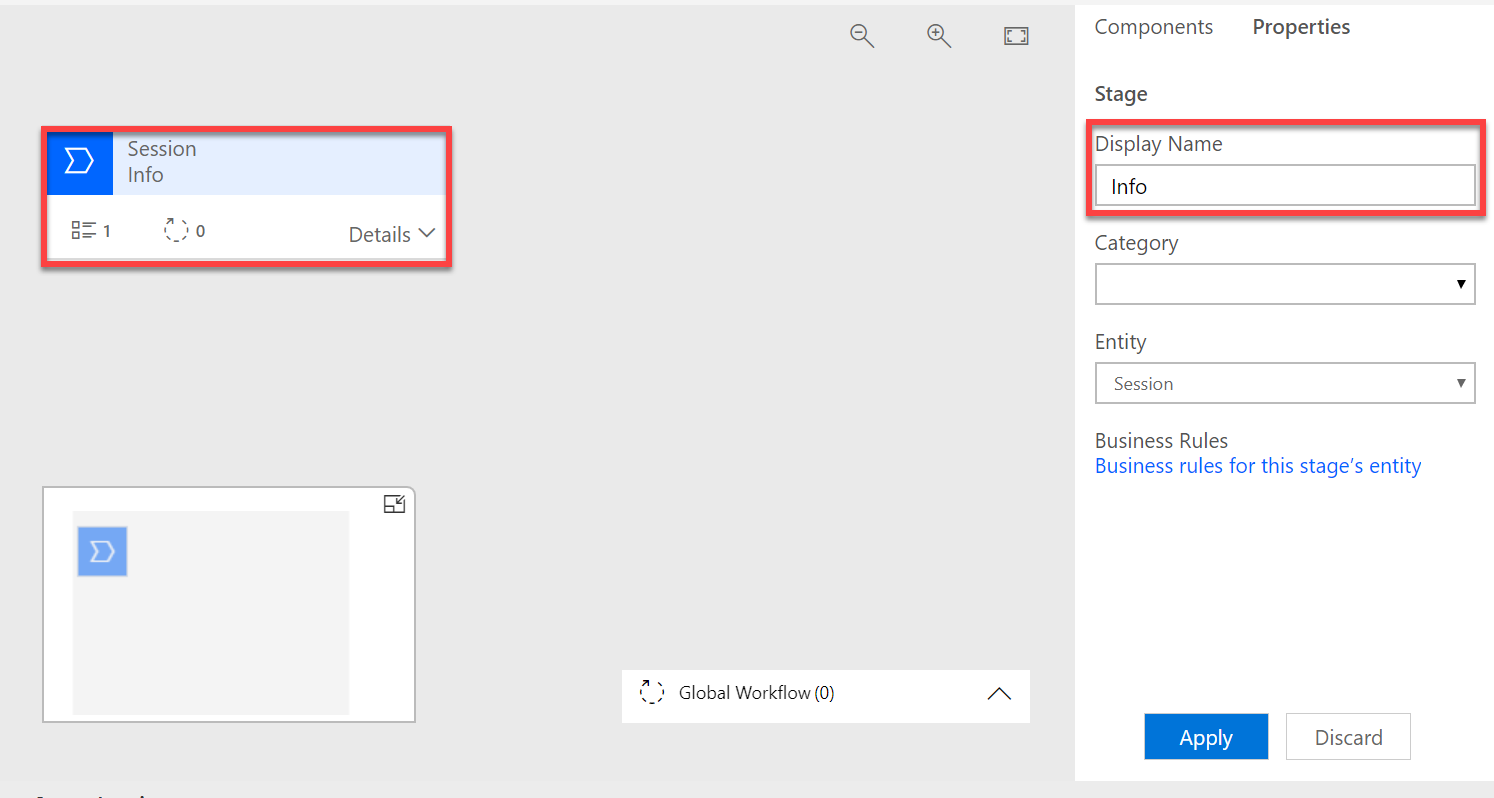 Components Properties
Stage
Display Name
Info
Category
Entity
Session
Business Rules
Business rules for this stage’s entity
Apply Discard
Session
Info
1 0 Details
Global Workflow (0)